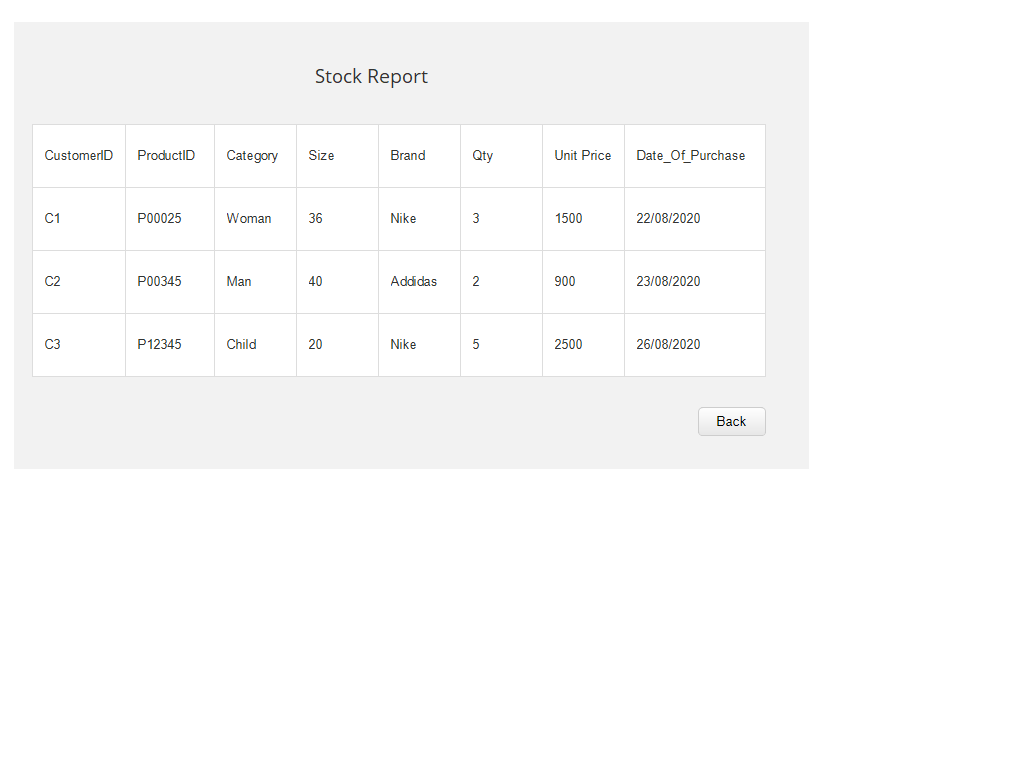 Stock Report
CustomerID ProductID Category Size Brand Qty Unit Price Date_Of_Purchase
C1 P00025 Woman 36 Nike 3 1500 22/08/2020
C2 P00345 Man 40 Addidas 2 900 23/08/2020
C3 P12345 Child 20 Nike 5 2500 26/08/2020
Back